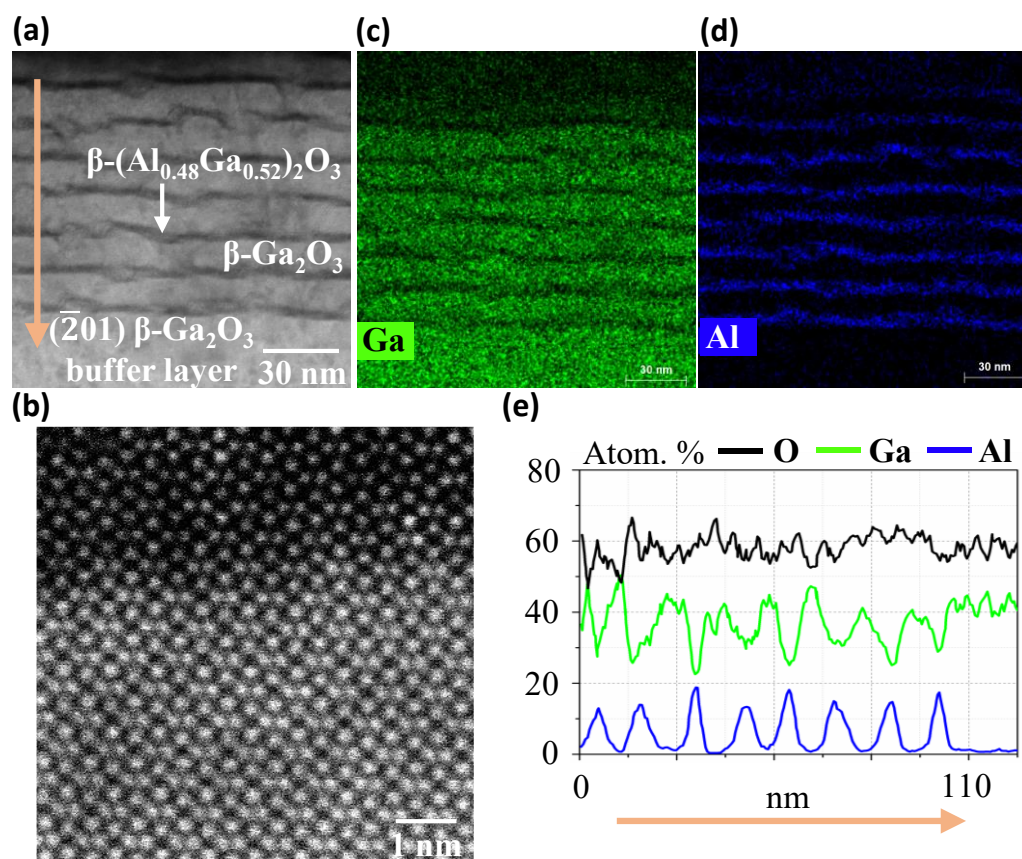 (a)
β-(Al₀.₄₈Ga₀.₅₂)₂O₃
β-Ga₂O₃
(2̅01) β-Ga₂O₃
buffer layer
30 nm
(c)
Ga
30 nm
(d)
Al
30 nm
(b)
1 nm
(e)
Atom. % O Ga Al
80
60
40
20
0
0 110
nm